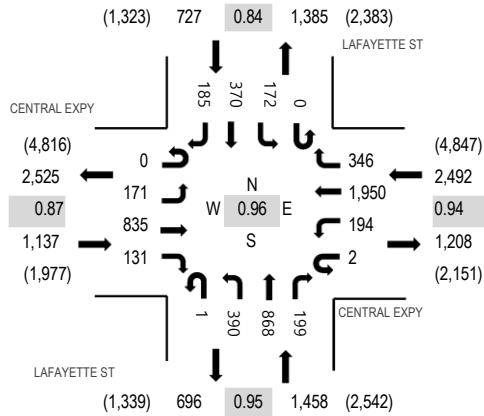 (1,323) 727 0.84 1,385 (2,383)
LAFAYETTE ST
185 370 172 0
CENTRAL EXPY
(4,816) (4,847)
0 346
2,525 2,492
171 N 1,950
0.87 W 0.96 E 0.94
835 194
1,137 S 1,208
131 2
(1,977) (2,151)
1 390 868 199
CENTRAL EXPY
LAFAYETTE ST
(1,339) 696 0.95 1,458 (2,542)